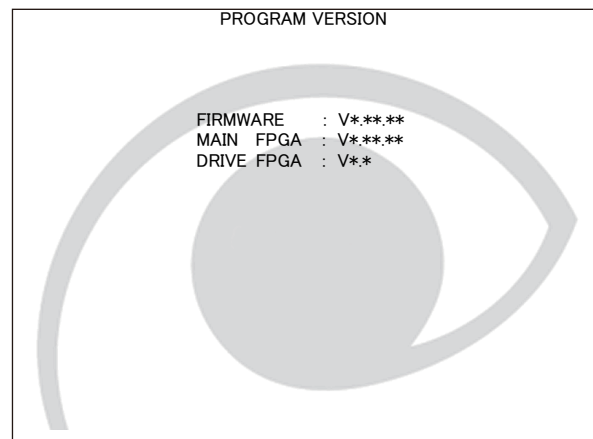 PROGRAM VERSION
FIRMWARE : V*.**.**
MAIN FPGA : V*.**.**
DRIVE FPGA : V*.*